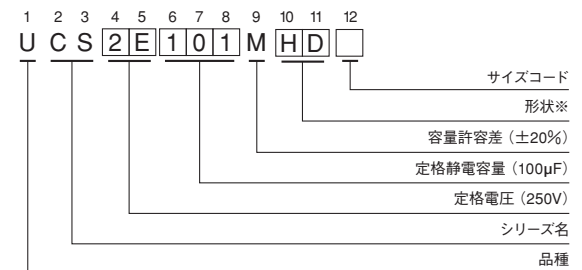 1 2 3 4 5 6 7 8 9 10 11 12
U C S 2 E 1 0 1 M H D
サイズコード
形状※
容量許容差（±20%）
定格静電容量（100µF）
定格電圧（250V）
シリーズ名
品種